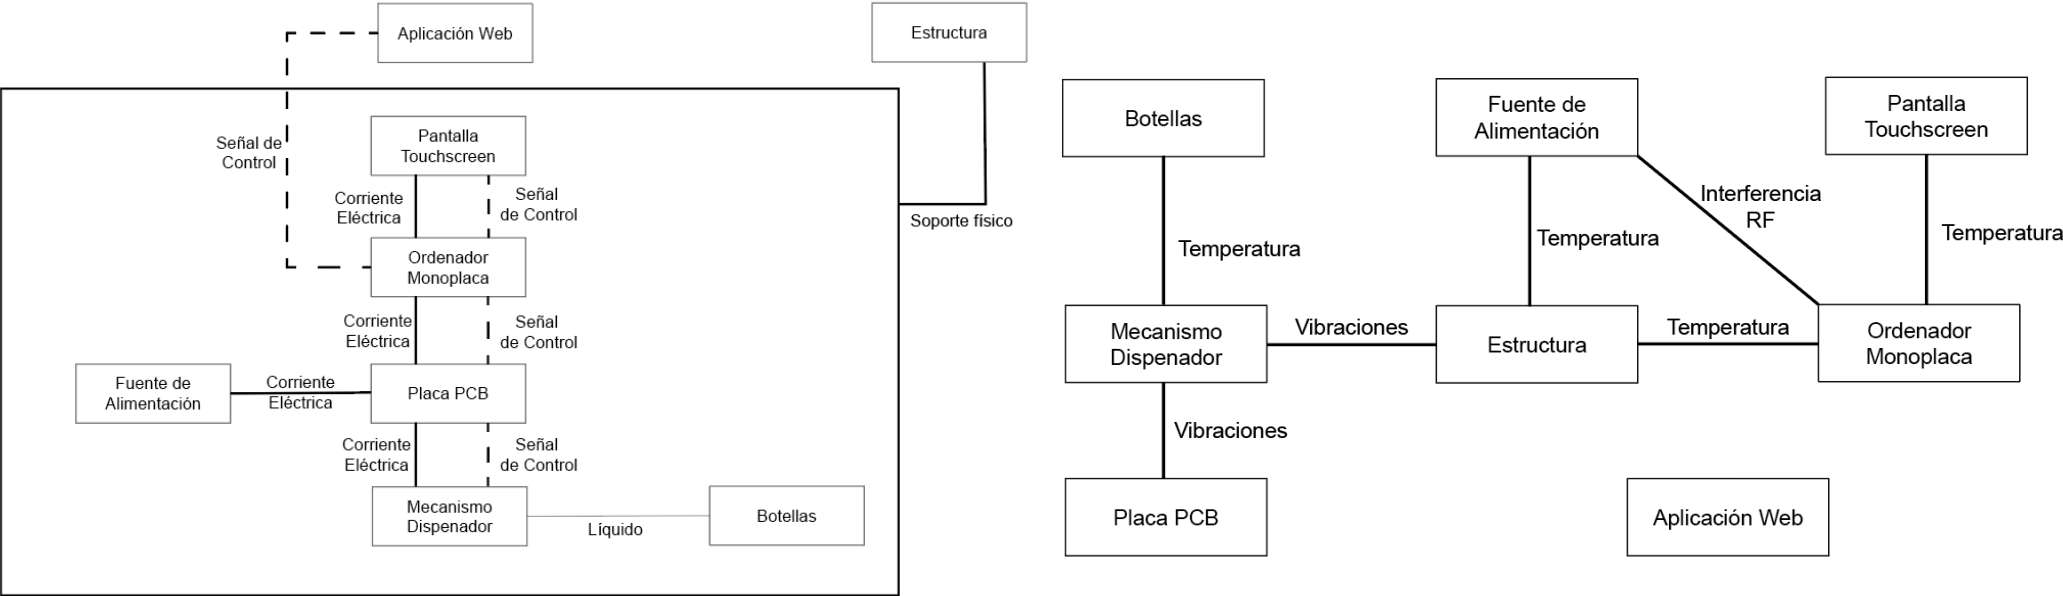 Aplicación Web
Estructura
Señal de
Control
Pantalla
Touchscreen
Corriente
Eléctrica
Señal
de Control
Soporte físico
Ordenador
Monoplaca
Corriente
Eléctrica
Señal
de Control
Fuente de
Alimentación
Corriente
Eléctrica
Placa PCB
Corriente
Eléctrica
Señal
de Control
Mecanismo
Dispenador
Líquido
Botellas
Botellas
Fuente de
Alimentación
Pantalla
Touchscreen
Interferencia
RF
Temperatura
Temperatura
Temperatura
Mecanismo
Dispenador
Vibraciones
Estructura
Temperatura
Ordenador
Monoplaca
Vibraciones
Placa PCB
Aplicación Web